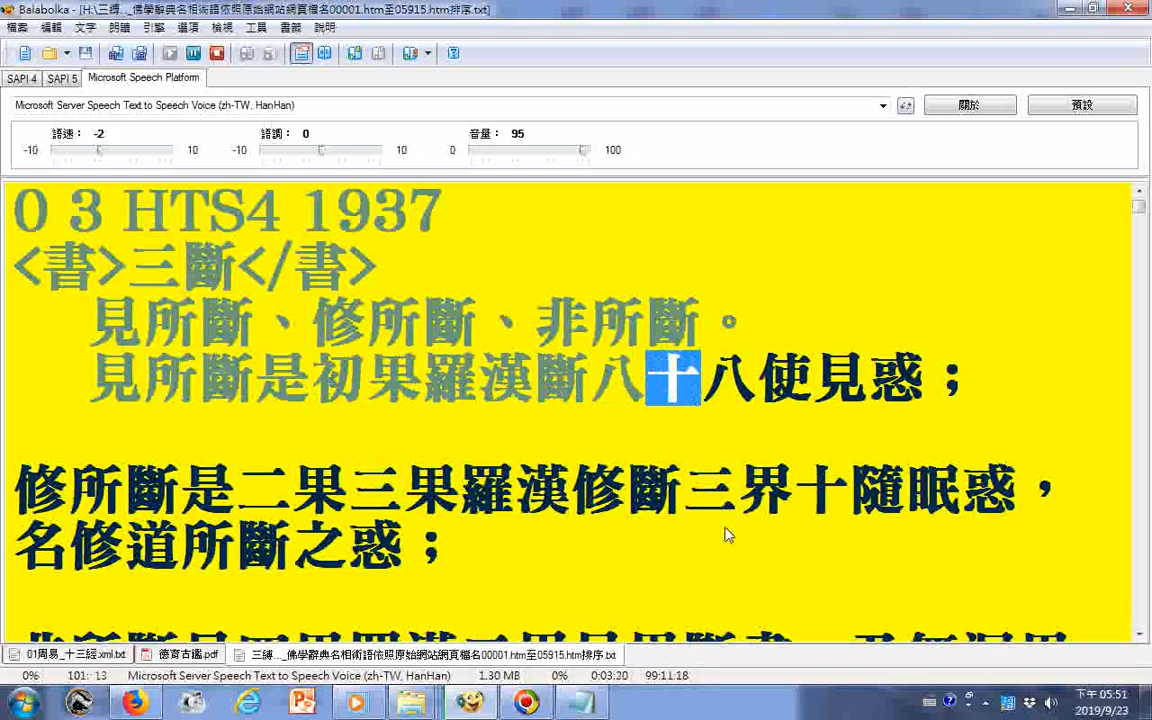 Balabolka - [H:\三縛..._佛學辭典名相術語依照原始網站網頁檔名00001.htm至05915.htm排序.txt]
檔案 編輯 文字 朗讀 引擎 選項 檢視 工具 書籤 說明
SAPI 4 SAPI 5 Microsoft Speech Platform
Microsoft Server Speech Text to Speech Voice (zh-TW, HanHan) 關於 預設
語速： -2 語調： 0 音量： 95
-10 10 -10 10 0 100
0 3 HTS4 1937
<書>三斷</書>
見所斷、修所斷、非所斷。
見所斷是初果羅漢斷八十八使見惑；
修所斷是二果三果羅漢修斷三界十隨眠惑，
名修道所斷之惑；
01周易_十三經.xml.txt 德育古鑑.pdf 三縛..._佛學辭典名相術語依照原始網站網頁檔名00001.htm至05915.htm排序.txt
0% 101: 13 Microsoft Server Speech Text to Speech Voice (zh-TW, HanHan) 1.30 MB 0% 0:03:30 99:11:18
下午 05:51
2019/9/23